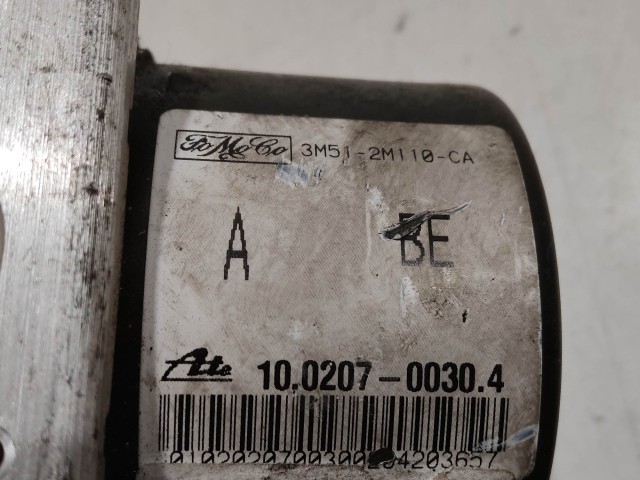 FoMoCo 3M51-2M110-CA
A BE
Ate 10.0207-0030.4